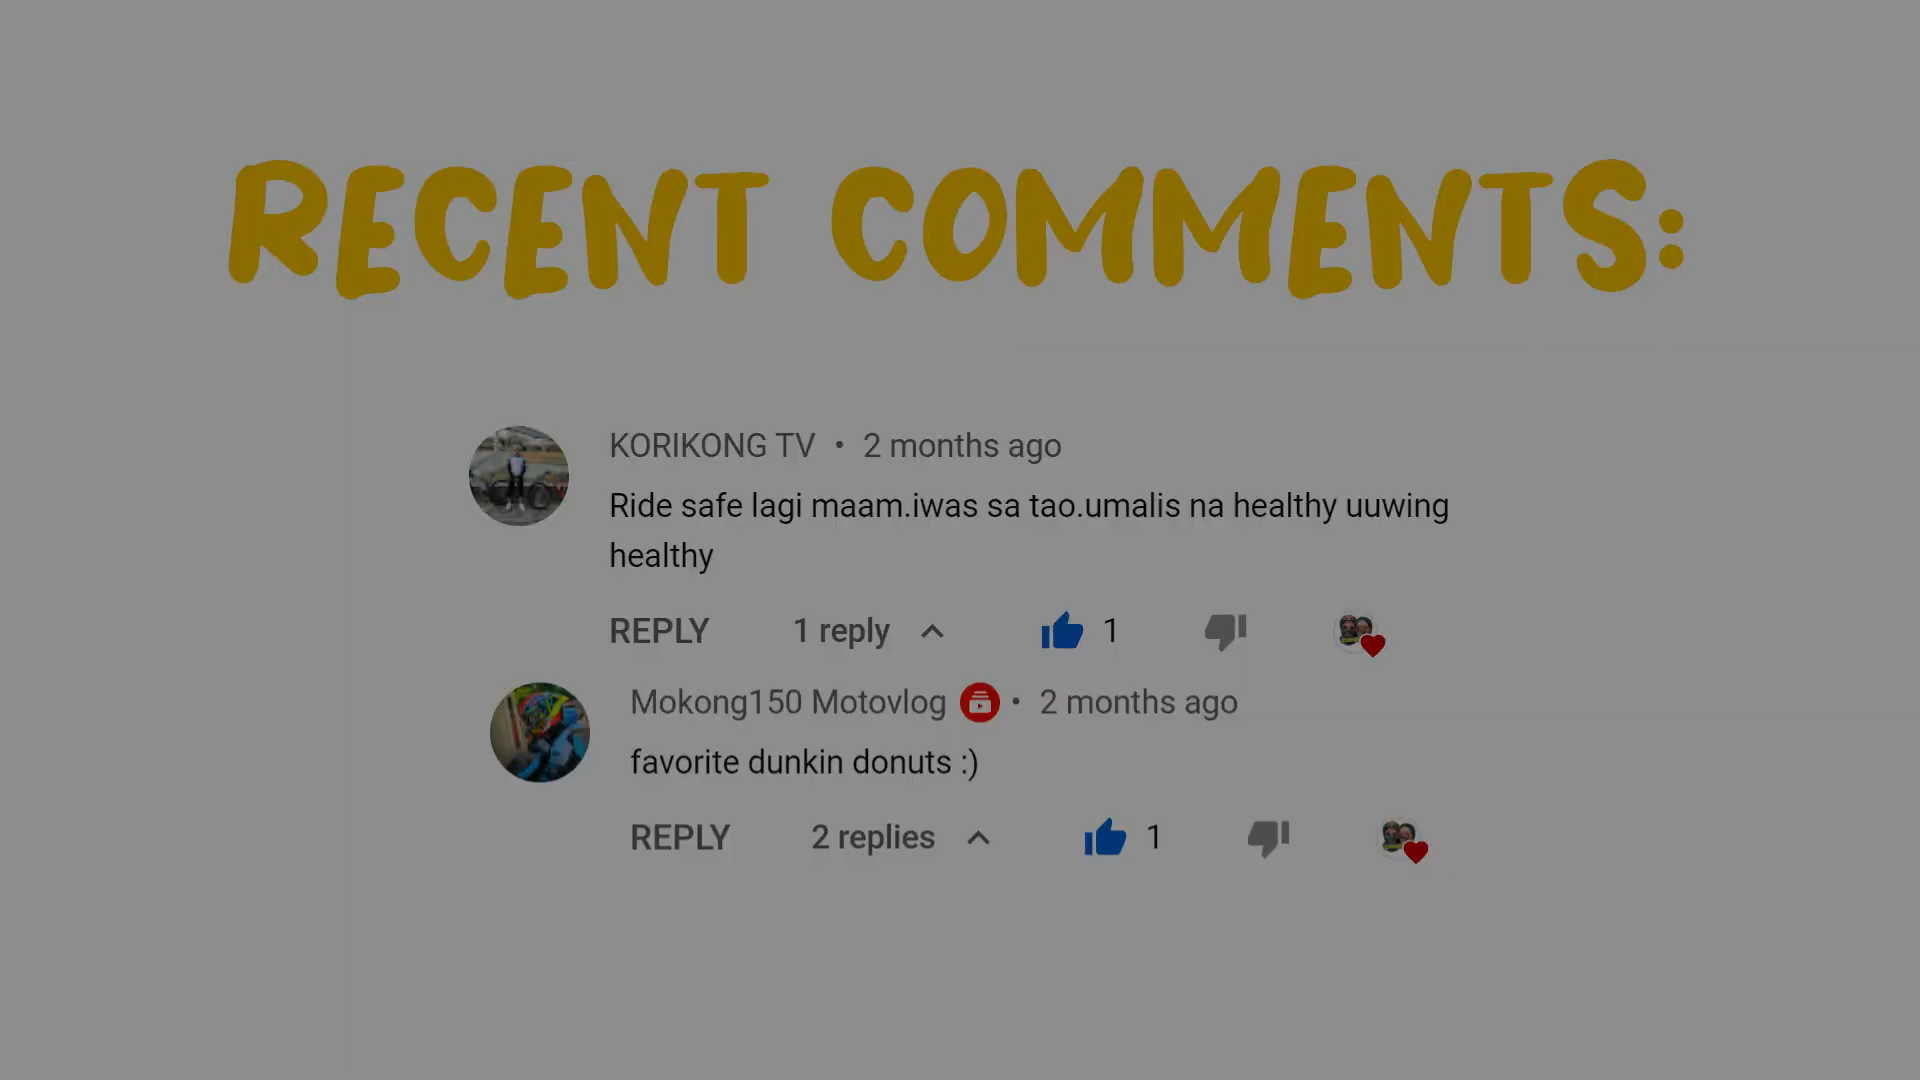 RECENT COMMENTS:
KORIKONG TV • 2 months ago
Ride safe lagi maam.iwas sa tao.umalis na healthy uuwing
healthy
REPLY 1 reply 1
Mokong150 Motovlog • 2 months ago
favorite dunkin donuts :)
REPLY 2 replies 1